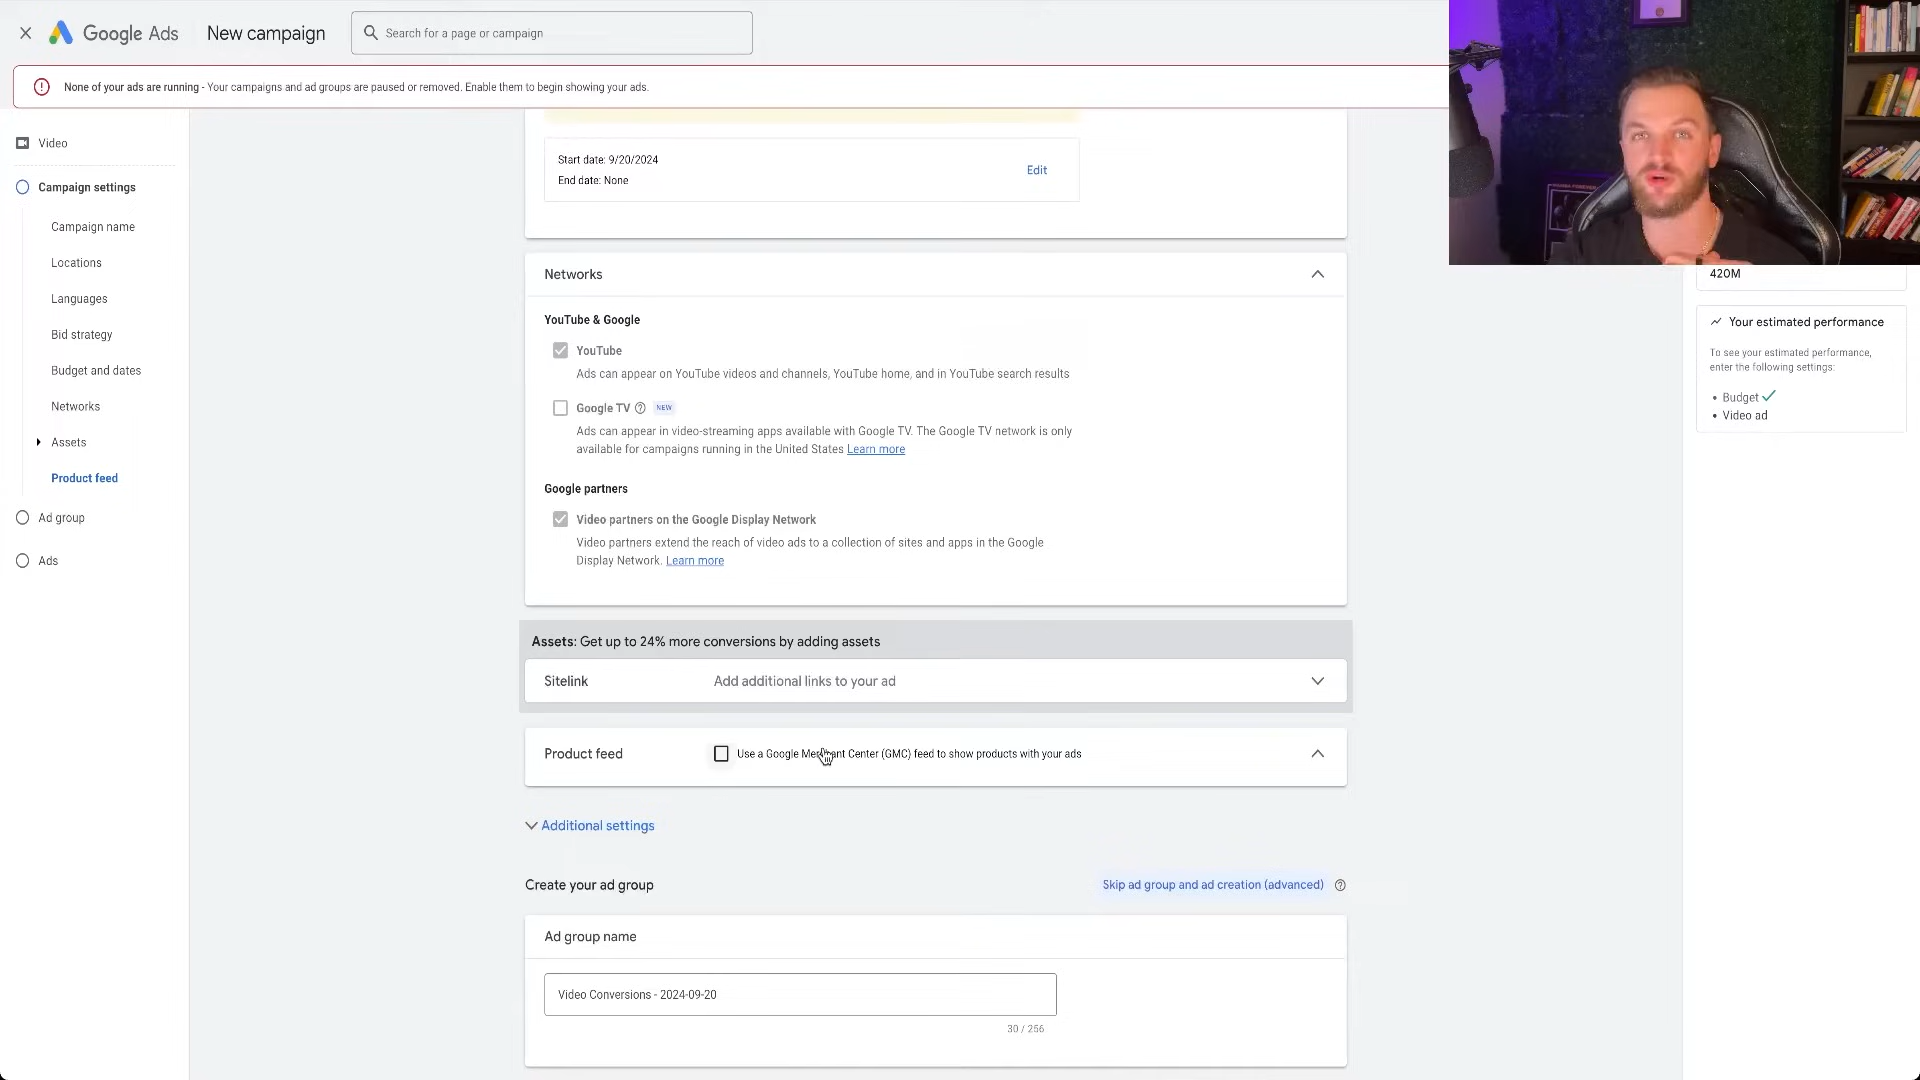 Google Ads
New campaign
Search for a page or campaign
None of your ads are running - Your campaigns and ad groups are paused or removed. Enable them to begin showing your ads.
Video
Campaign settings
Campaign name
Locations
Languages
Bid strategy
Budget and dates
Networks
Assets
Product feed
Ad group
Ads
Start date: 9/20/2024
End date: None
Edit
Networks
YouTube & Google
YouTube
Ads can appear on YouTube videos and channels, YouTube home, and in YouTube search results
Google TV NEW
Ads can appear in video-streaming apps available with Google TV. The Google TV network is only
available for campaigns running in the United States Learn more
Google partners
Video partners on the Google Display Network
Video partners extend the reach of video ads to a collection of sites and apps in the Google
Display Network. Learn more
Assets: Get up to 24% more conversions by adding assets
Sitelink
Add additional links to your ad
Product feed
Use a Google Merchant Center (GMC) feed to show products with your ads
Additional settings
Create your ad group
Skip ad group and ad creation (advanced)
Ad group name
Video Conversions - 2024-09-20
30 / 256
420M
Your estimated performance
To see your estimated performance,
enter the following settings:
• Budget
• Video ad